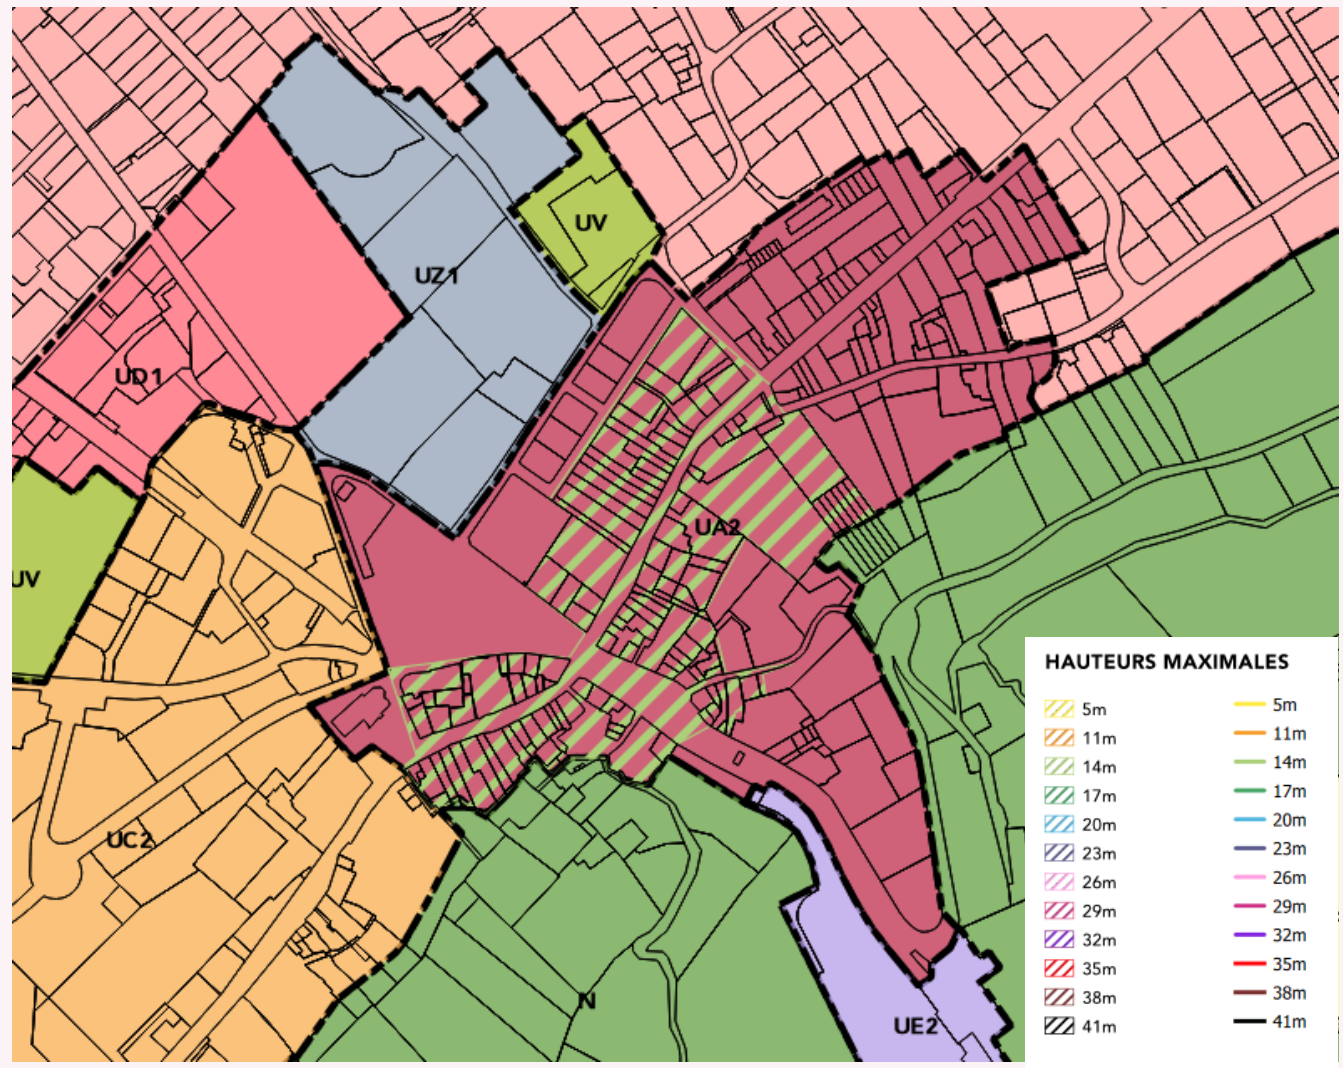 UV
UZ1
UD1
UA2
UV
UC2
N
UE2
HAUTEURS MAXIMALES
5m 5m
11m 11m
14m 14m
17m 17m
20m 20m
23m 23m
26m 26m
29m 29m
32m 32m
35m 35m
38m 38m
41m 41m